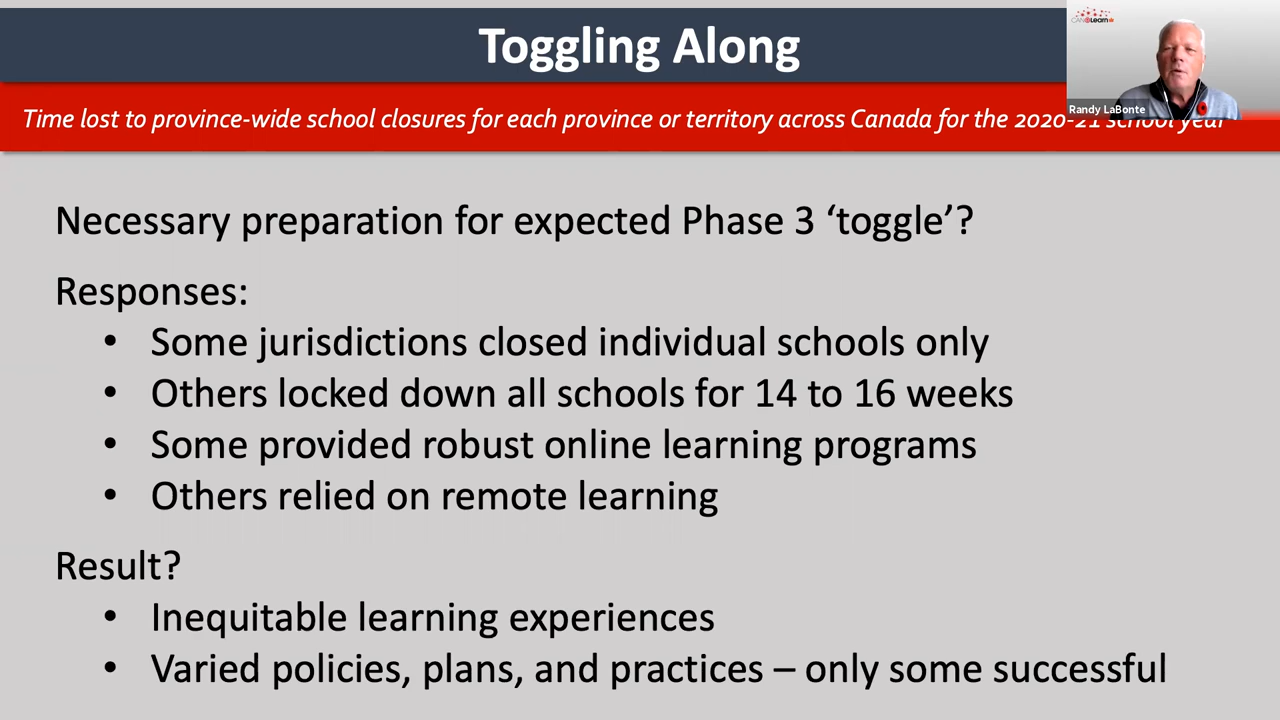 Toggling Along
CANeLearn
Randy LaBonte
Time lost to province-wide school closures for each province or territory across Canada for the 2020-21 school year
Necessary preparation for expected Phase 3 ‘toggle’?
Responses:
• Some jurisdictions closed individual schools only
• Others locked down all schools for 14 to 16 weeks
• Some provided robust online learning programs
• Others relied on remote learning
Result?
• Inequitable learning experiences
• Varied policies, plans, and practices – only some successful